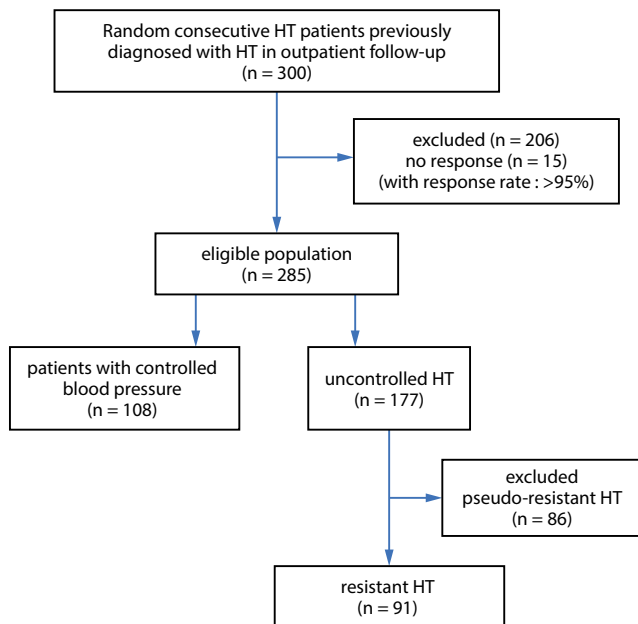 Random consecutive HT patients previously
diagnosed with HT in outpatient follow-up
(n = 300)
excluded (n = 206)
no response (n = 15)
(with response rate : >95%)
eligible population
(n = 285)
patients with controlled
blood pressure
(n = 108)
uncontrolled HT
(n = 177)
excluded
pseudo-resistant HT
(n = 86)
resistant HT
(n = 91)